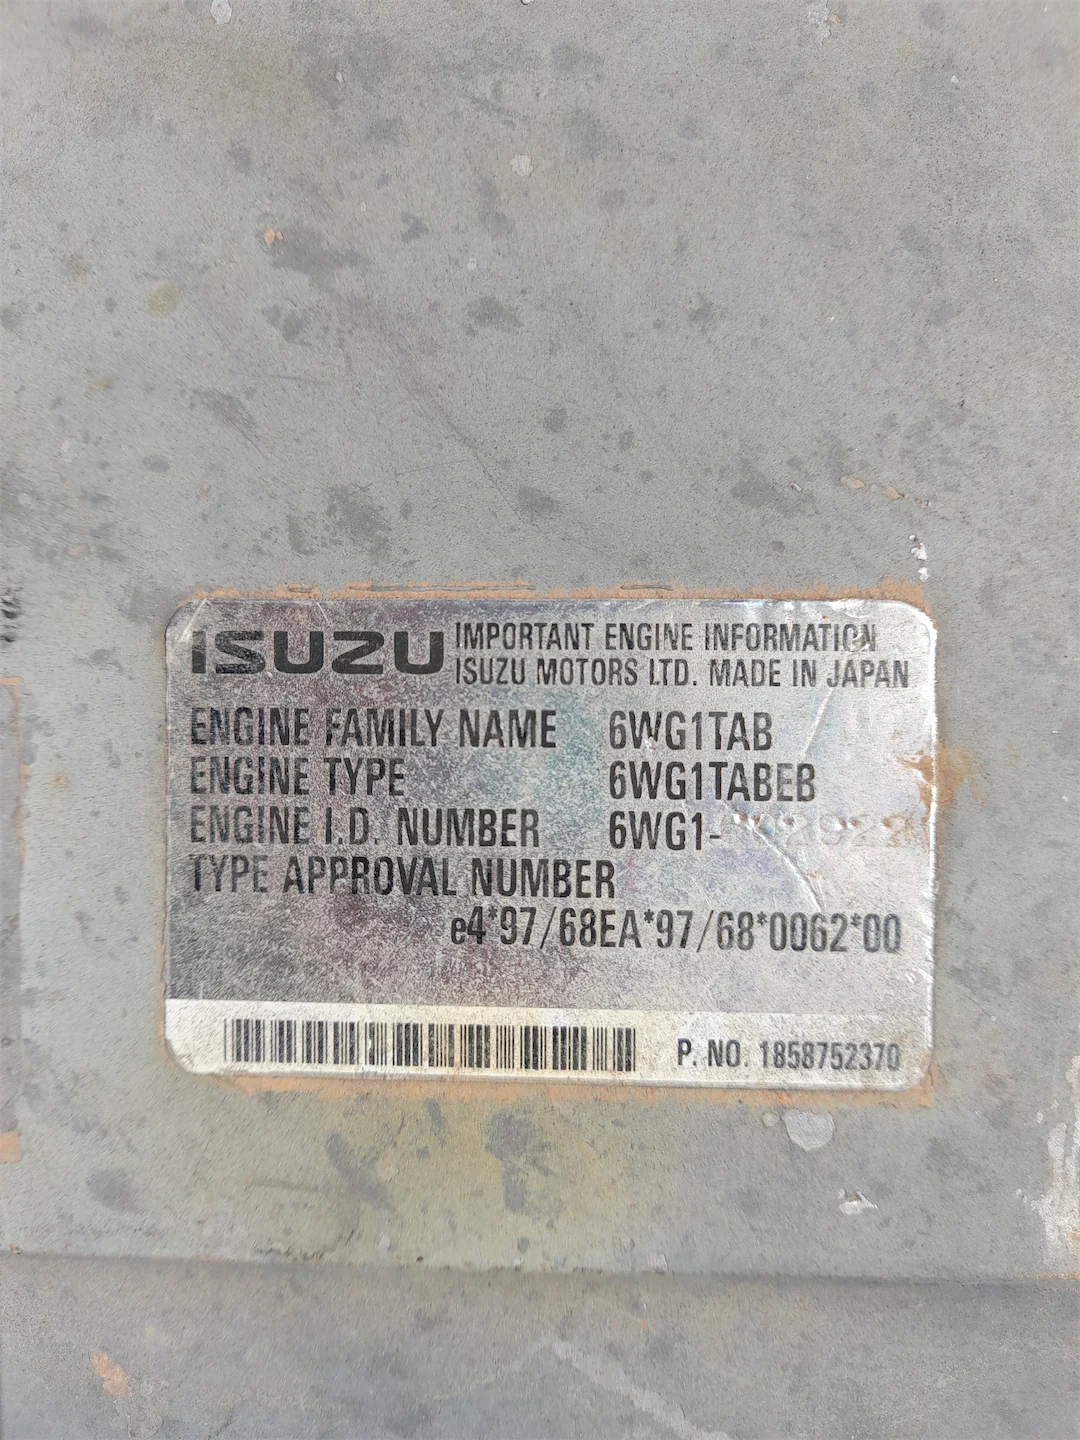 ISUZU IMPORTANT ENGINE INFORMATION
ISUZU MOTORS LTD. MADE IN JAPAN
ENGINE FAMILY NAME 6WG1TAB
ENGINE TYPE 6WG1TABEB
ENGINE I.D. NUMBER 6WG1-
TYPE APPROVAL NUMBER
e4*97/68EA*97/68*0062*00
P. NO. 1858752370